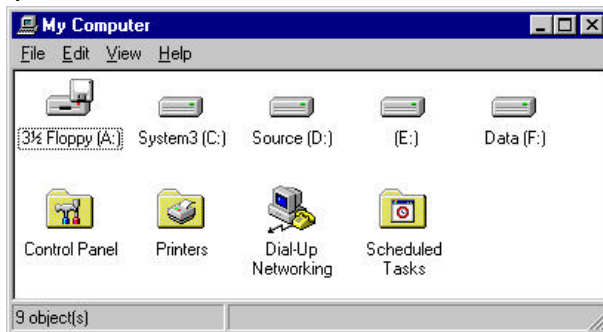 My Computer
File Edit View Help
3½ Floppy (A:) System3 (C:) Source (D:) (E:) Data (F:)
Control Panel Printers Dial-Up Networking Scheduled Tasks
9 object(s)